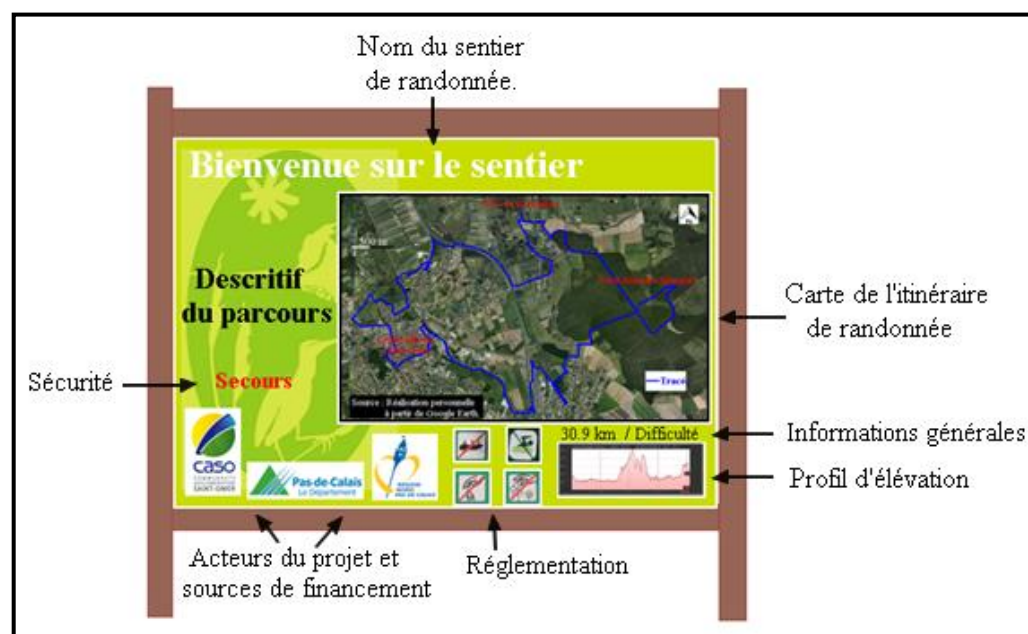 Nom du sentier
de randonnée.
Bienvenue sur le sentier
500 m
Descritif
du parcours
Carte de l'itinéraire
de randonnée
Sécurité
Secours
Tracé
Source : Réalisation personnelle
à partir de Google Earth.
30.9 km / Difficulté
Informations générales
CASO
SAINT-OMER
Pas-de-Calais
Le Département
Profil d'élévation
Acteurs du projet et
sources de financement
Réglementation